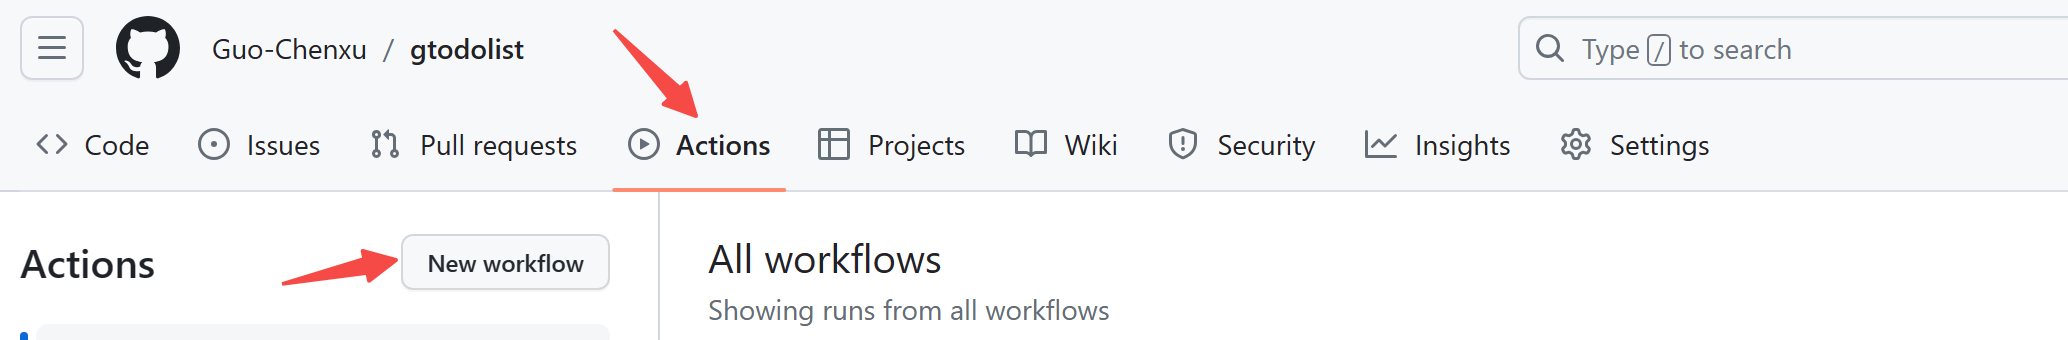 Guo-Chenxu / gtodolist
Type / to search
Code Issues Pull requests Actions Projects Wiki Security Insights Settings
Actions
New workflow
All workflows
Showing runs from all workflows